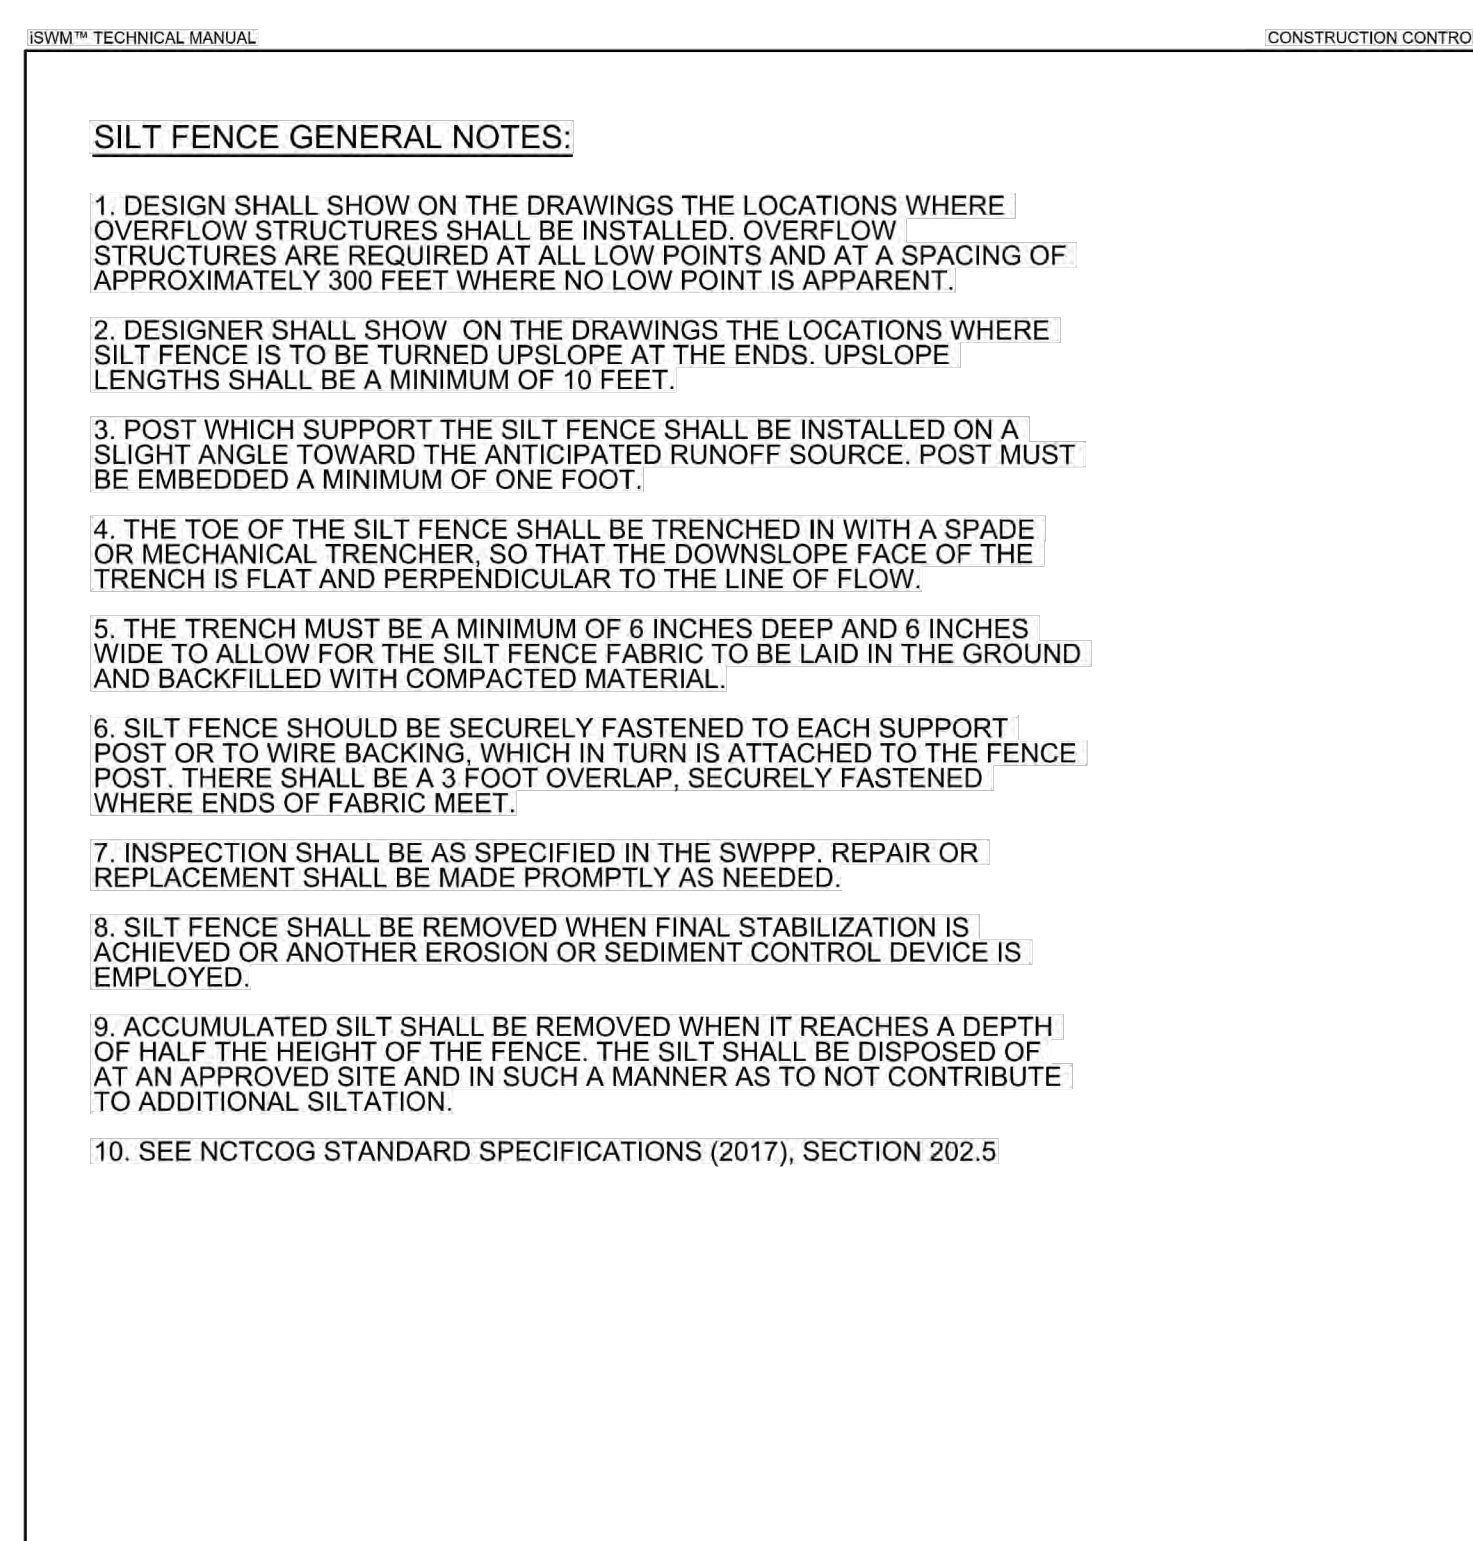 iSWM™ TECHNICAL MANUAL
CONSTRUCTION CONTRO
SILT FENCE GENERAL NOTES:
1. DESIGN SHALL SHOW ON THE DRAWINGS THE LOCATIONS WHERE
OVERFLOW STRUCTURES SHALL BE INSTALLED. OVERFLOW
STRUCTURES ARE REQUIRED AT ALL LOW POINTS AND AT A SPACING OF
APPROXIMATELY 300 FEET WHERE NO LOW POINT IS APPARENT.
2. DESIGNER SHALL SHOW  ON THE DRAWINGS THE LOCATIONS WHERE
SILT FENCE IS TO BE TURNED UPSLOPE AT THE ENDS. UPSLOPE
LENGTHS SHALL BE A MINIMUM OF 10 FEET.
3. POST WHICH SUPPORT THE SILT FENCE SHALL BE INSTALLED ON A
SLIGHT ANGLE TOWARD THE ANTICIPATED RUNOFF SOURCE. POST MUST
BE EMBEDDED A MINIMUM OF ONE FOOT.
4. THE TOE OF THE SILT FENCE SHALL BE TRENCHED IN WITH A SPADE
OR MECHANICAL TRENCHER, SO THAT THE DOWNSLOPE FACE OF THE
TRENCH IS FLAT AND PERPENDICULAR TO THE LINE OF FLOW.
5. THE TRENCH MUST BE A MINIMUM OF 6 INCHES DEEP AND 6 INCHES
WIDE TO ALLOW FOR THE SILT FENCE FABRIC TO BE LAID IN THE GROUND
AND BACKFILLED WITH COMPACTED MATERIAL.
6. SILT FENCE SHOULD BE SECURELY FASTENED TO EACH SUPPORT
POST OR TO WIRE BACKING, WHICH IN TURN IS ATTACHED TO THE FENCE
POST. THERE SHALL BE A 3 FOOT OVERLAP, SECURELY FASTENED
WHERE ENDS OF FABRIC MEET.
7. INSPECTION SHALL BE AS SPECIFIED IN THE SWPPP. REPAIR OR
REPLACEMENT SHALL BE MADE PROMPTLY AS NEEDED.
8. SILT FENCE SHALL BE REMOVED WHEN FINAL STABILIZATION IS
ACHIEVED OR ANOTHER EROSION OR SEDIMENT CONTROL DEVICE IS
EMPLOYED.
9. ACCUMULATED SILT SHALL BE REMOVED WHEN IT REACHES A DEPTH
OF HALF THE HEIGHT OF THE FENCE. THE SILT SHALL BE DISPOSED OF
AT AN APPROVED SITE AND IN SUCH A MANNER AS TO NOT CONTRIBUTE
TO ADDITIONAL SILTATION.
10. SEE NCTCOG STANDARD SPECIFICATIONS (2017), SECTION 202.5